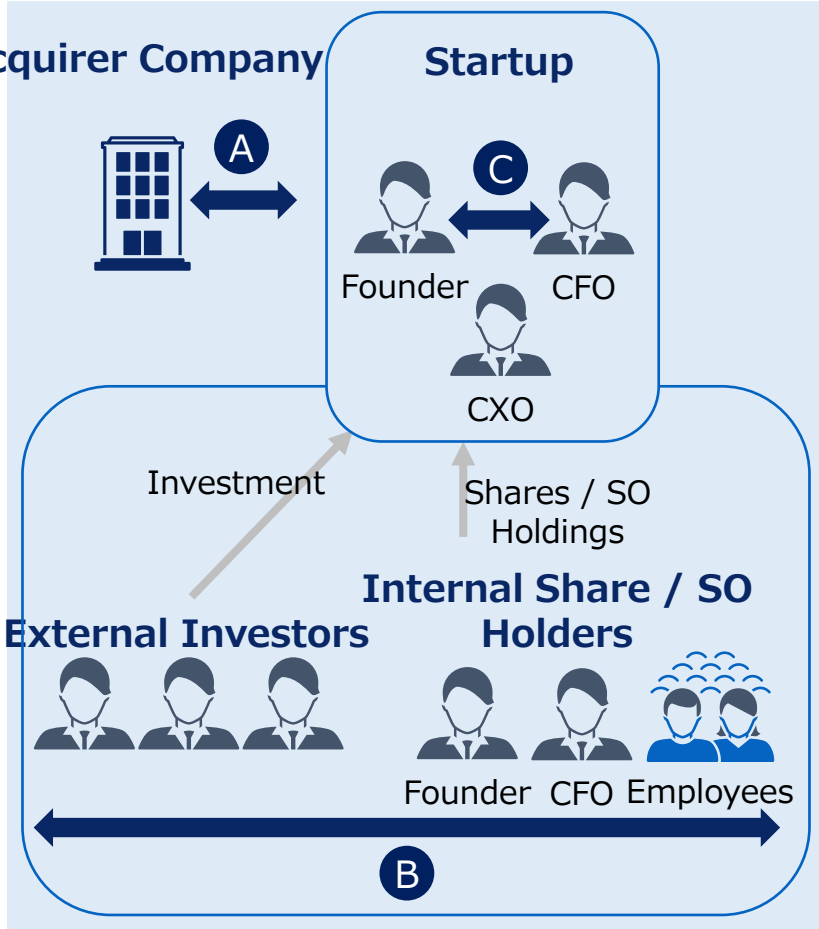 cquirer Company
Startup
A
C
Founder
CFO
CXO
Investment
Shares / SO
Holdings
External Investors
Internal Share / SO
Holders
Founder
CFO
Employees
B